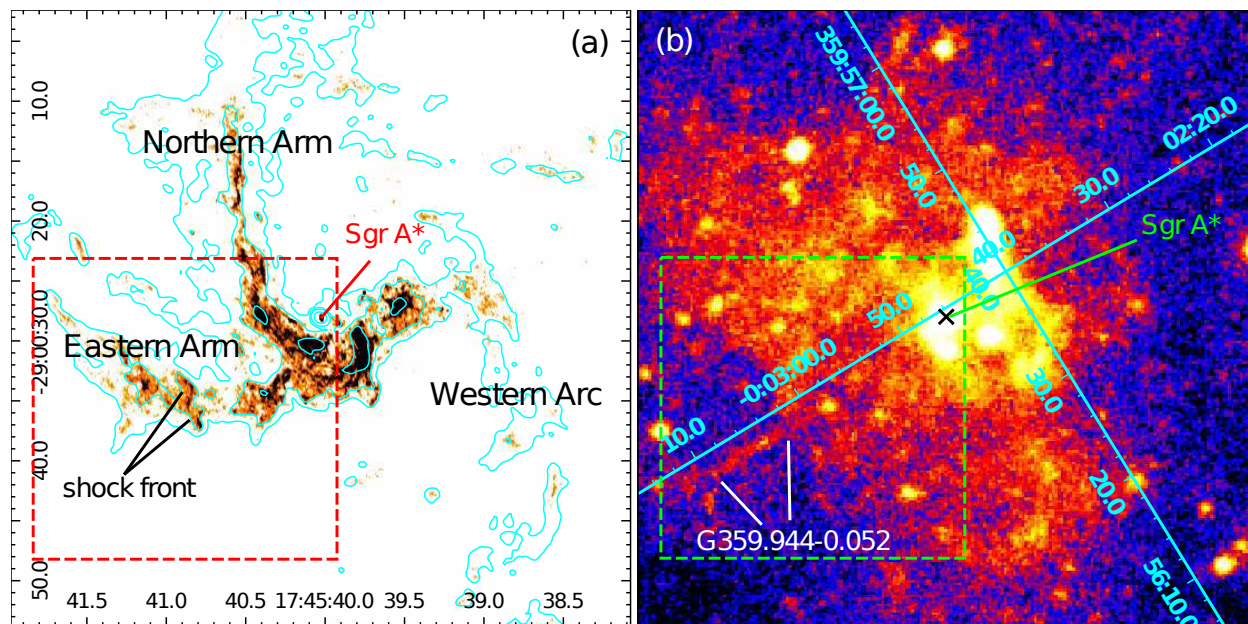 (a)
10.0
Northern Arm
20.0
Sgr A*
-29:00:30.0
Eastern Arm
Western Arc
40.0
shock front
50.0
41.5 41.0 40.5 17:45:40.0 39.5 39.0 38.5
(b)
359:57:00.0
02:20.0
50.0
30.0
Sgr A*
40.0
40.0
50.0
-0:03:00.0
30.0
10.0
20.0
G359.944-0.052
56:10.0